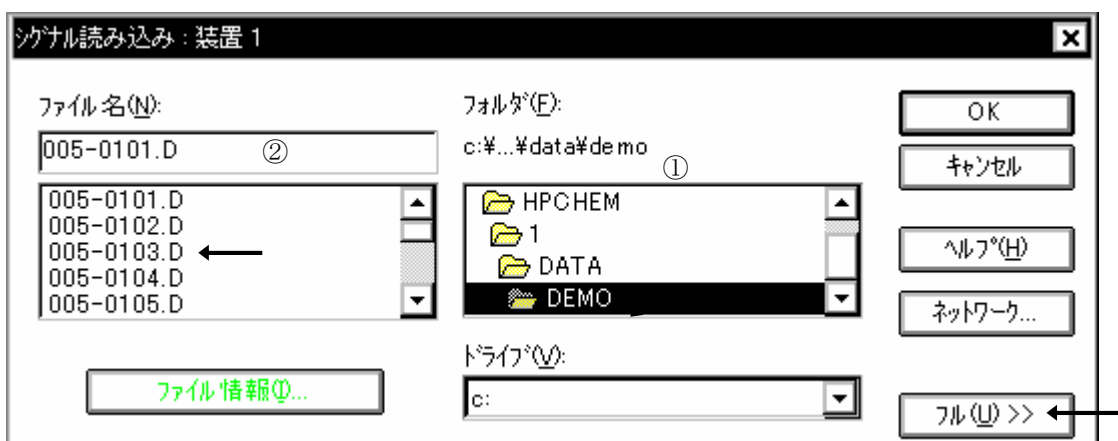 ｼｸﾞﾅﾙ読み込み : 装置 1
ﾌｧｲﾙ名(N):
005-0101.D
②
005-0101.D
005-0102.D
005-0103.D
005-0104.D
005-0105.D
ﾌｧｲﾙ情報(I)...
ﾌｫﾙﾀﾞ(F):
c:¥...¥data¥demo
①
HPCHEM
1
DATA
DEMO
ﾄﾞﾗｲﾌﾞ(V):
c:
OK
ｷｬﾝｾﾙ
ﾍﾙﾌﾟ(H)
ﾈｯﾄﾜｰｸ...
ﾌﾙ(U) >>